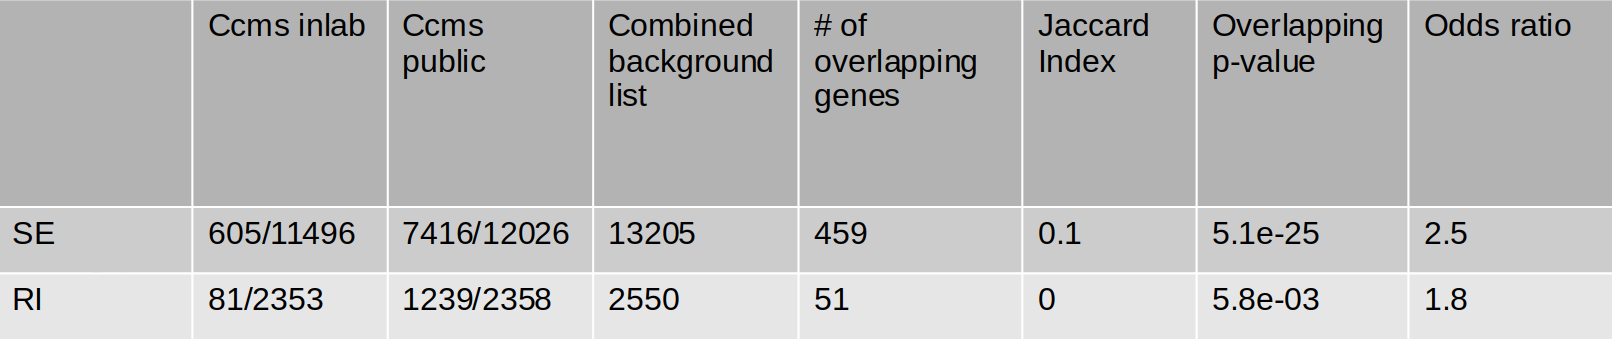 Ccms inlab
Ccms public
Combined background list
# of overlapping genes
Jaccard Index
Overlapping p-value
Odds ratio
SE 605/11496 7416/12026 13205 459 0.1 5.1e-25 2.5
RI 81/2353 1239/2358 2550 51 0 5.8e-03 1.8